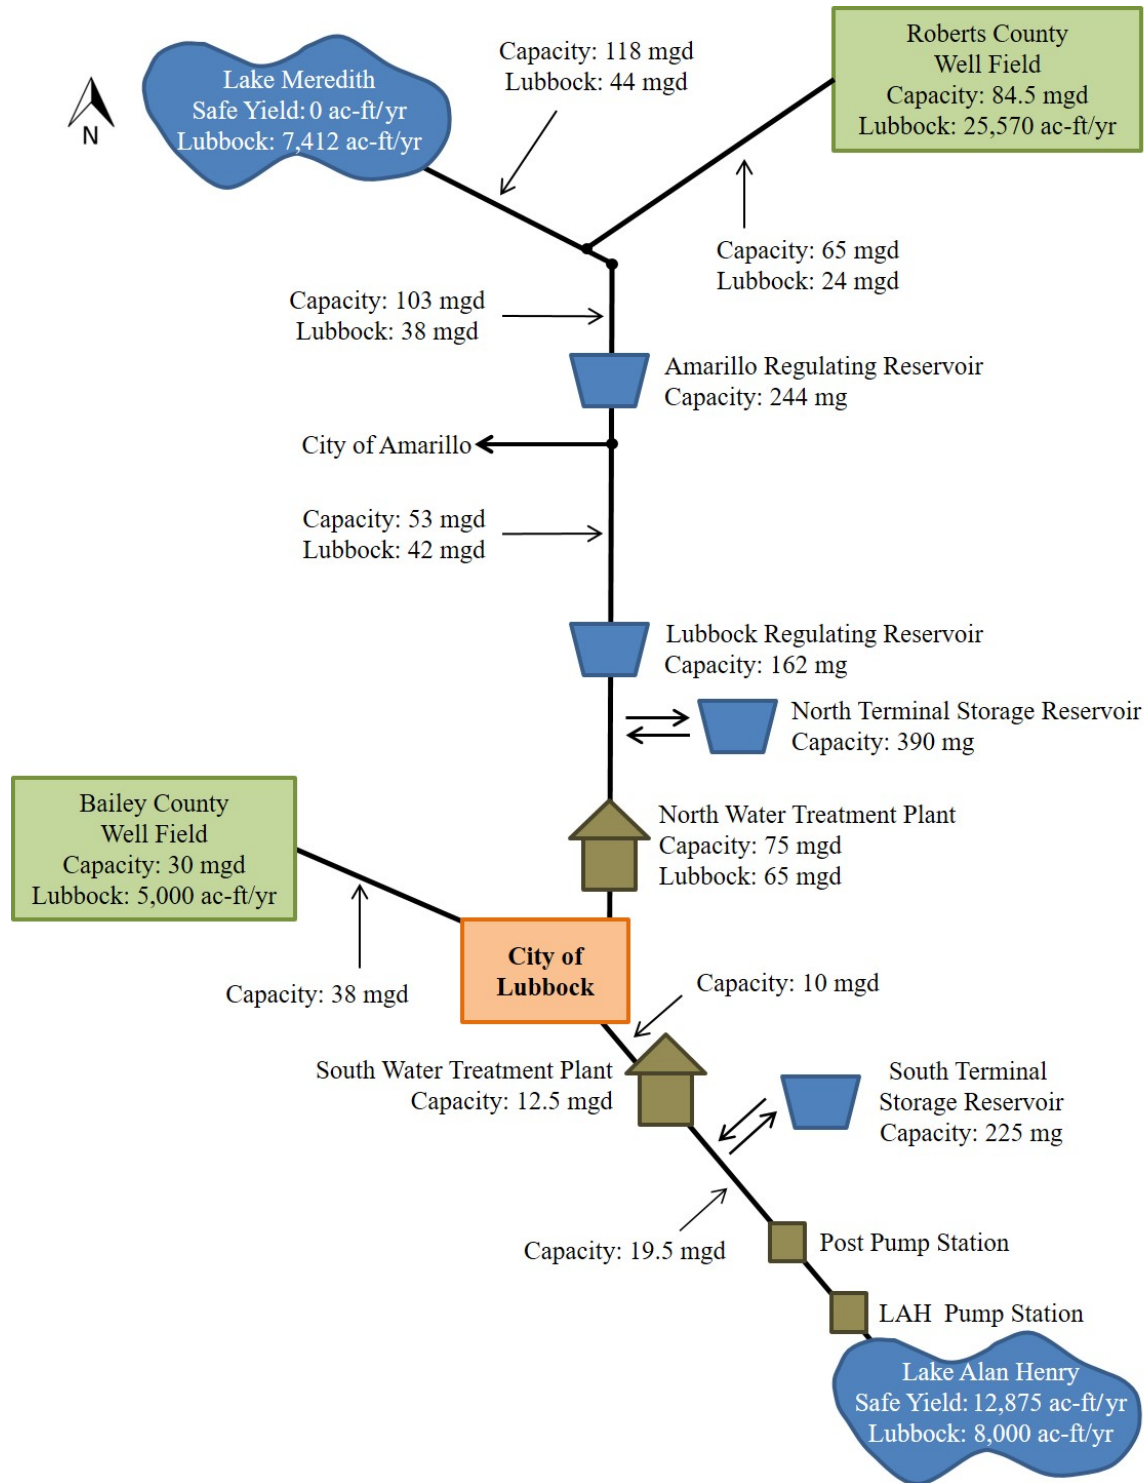 Capacity: 118 mgd
Lubbock: 44 mgd
Roberts County
Well Field
Capacity: 84.5 mgd
Lubbock: 25,570 ac-ft/yr
Lake Meredith
Safe Yield: 0 ac-ft/yr
Lubbock: 7,412 ac-ft/yr
N
Capacity: 65 mgd
Lubbock: 24 mgd
Capacity: 103 mgd
Lubbock: 38 mgd
Amarillo Regulating Reservoir
Capacity: 244 mg
City of Amarillo
Capacity: 53 mgd
Lubbock: 42 mgd
Lubbock Regulating Reservoir
Capacity: 162 mg
North Terminal Storage Reservoir
Capacity: 390 mg
Bailey County
Well Field
Capacity: 30 mgd
Lubbock: 5,000 ac-ft/yr
North Water Treatment Plant
Capacity: 75 mgd
Lubbock: 65 mgd
City of
Lubbock
Capacity: 38 mgd
Capacity: 10 mgd
South Water Treatment Plant
Capacity: 12.5 mgd
South Terminal
Storage Reservoir
Capacity: 225 mg
Capacity: 19.5 mgd
Post Pump Station
LAH Pump Station
Lake Alan Henry
Safe Yield: 12,875 ac-ft/yr
Lubbock: 8,000 ac-ft/yr